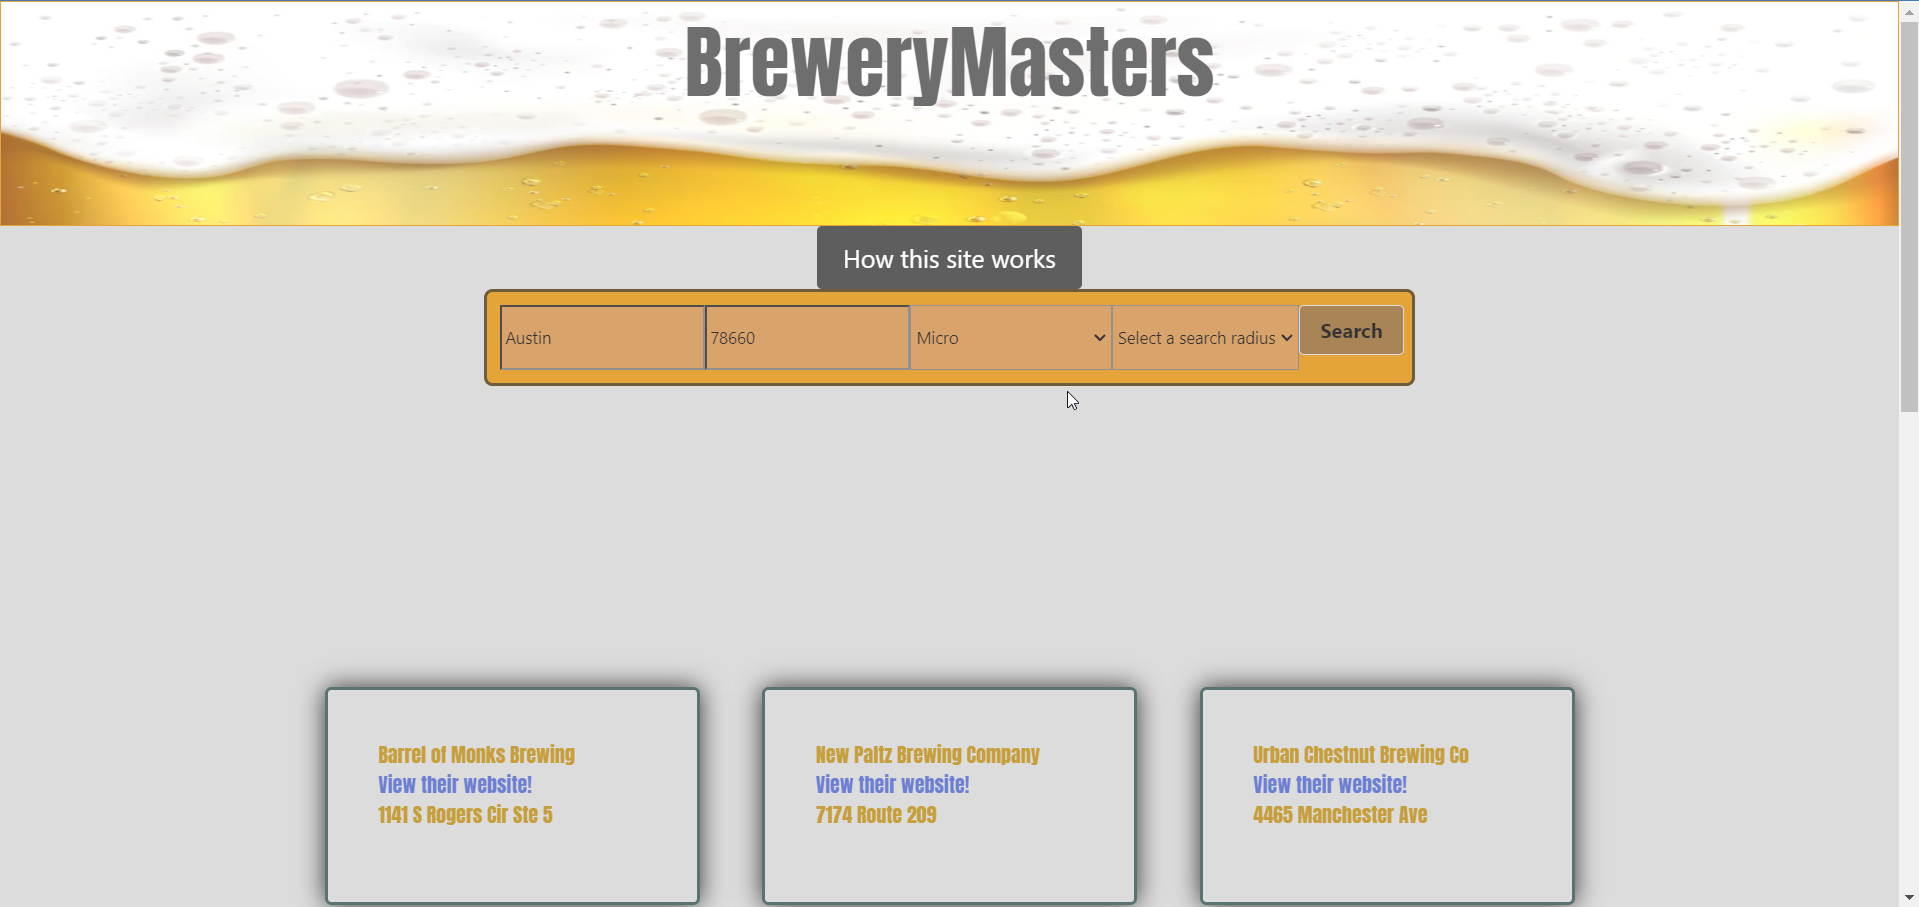 BreweryMasters
How this site works
Austin
78660
Micro
Select a search radius
Search
Barrel of Monks Brewing
View their website!
1141 S Rogers Cir Ste 5
New Paltz Brewing Company
View their website!
7174 Route 209
Urban Chestnut Brewing Co
View their website!
4465 Manchester Ave